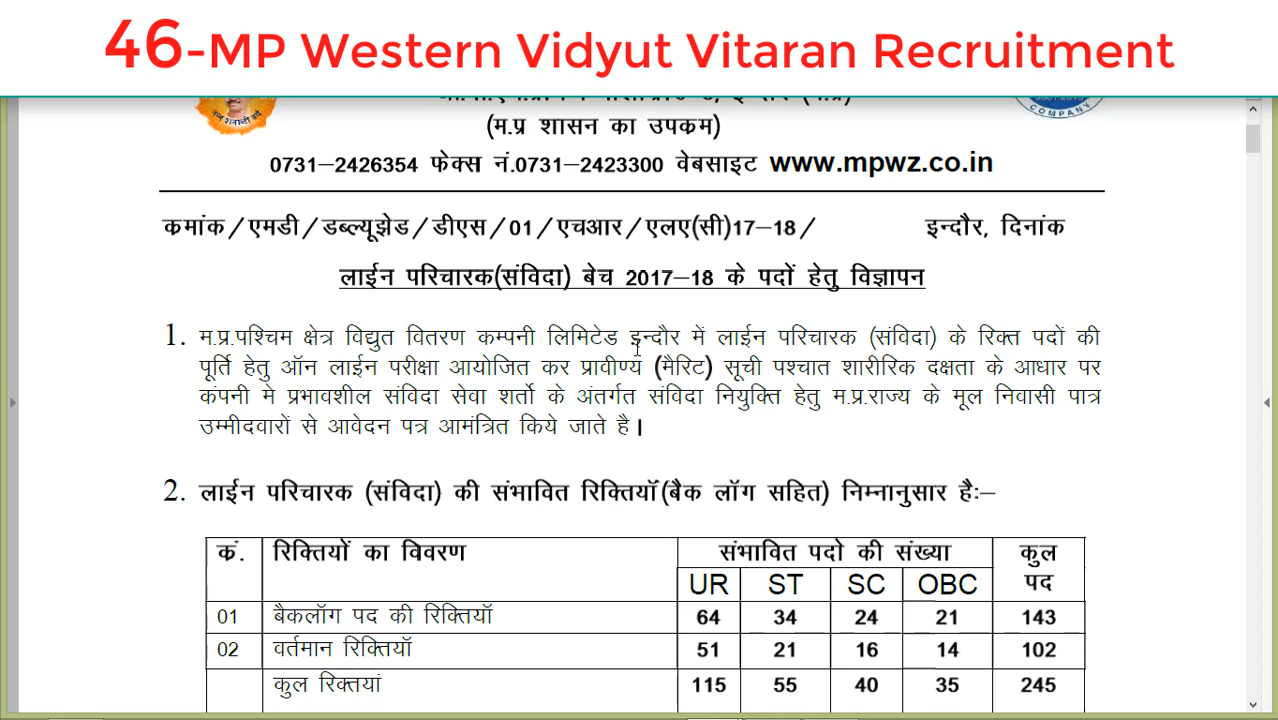 46-MP Western Vidyut Vitaran Recruitment
COMPANY
(म.प्र शासन का उपक्रम)
0731–2426354 फेक्स नं.0731–2423300 वेबसाइट www.mpwz.co.in
कमांक/एमडी/डब्ल्यूझेड/डीएस/01/एचआर/एलए(सी)17–18/ इन्दौर, दिनांक
लाईन परिचारक(संविदा) बेच 2017–18 के पदों हेतु विज्ञापन
1. म.प्र.पश्चिम क्षेत्र विद्युत वितरण कम्पनी लिमिटेड इन्दौर में लाईन परिचारक (संविदा) के रिक्त पदों की
पूर्ति हेतु ऑन लाईन परीक्षा आयोजित कर प्रावीण्य (मैरिट) सूची पश्चात शारीरिक दक्षता के आधार पर
कंपनी मे प्रभावशील संविदा सेवा शर्तो के अंतर्गत संविदा नियुक्ति हेतु म.प्र.राज्य के मूल निवासी पात्र
उम्मीदवारों से आवेदन पत्र आमंत्रित किये जाते है।
2. लाईन परिचारक (संविदा) की संभावित रिक्तियॉ(बैक लॉग सहित) निम्नानुसार हैः–
कं. रिक्तियों का विवरण संभावित पदो की संख्या कुल पद
UR ST SC OBC
01 बैकलॉग पद की रिक्तियॉ 64 34 24 21 143
02 वर्तमान रिक्तियॉ 51 21 16 14 102
कुल रिक्तयां 115 55 40 35 245